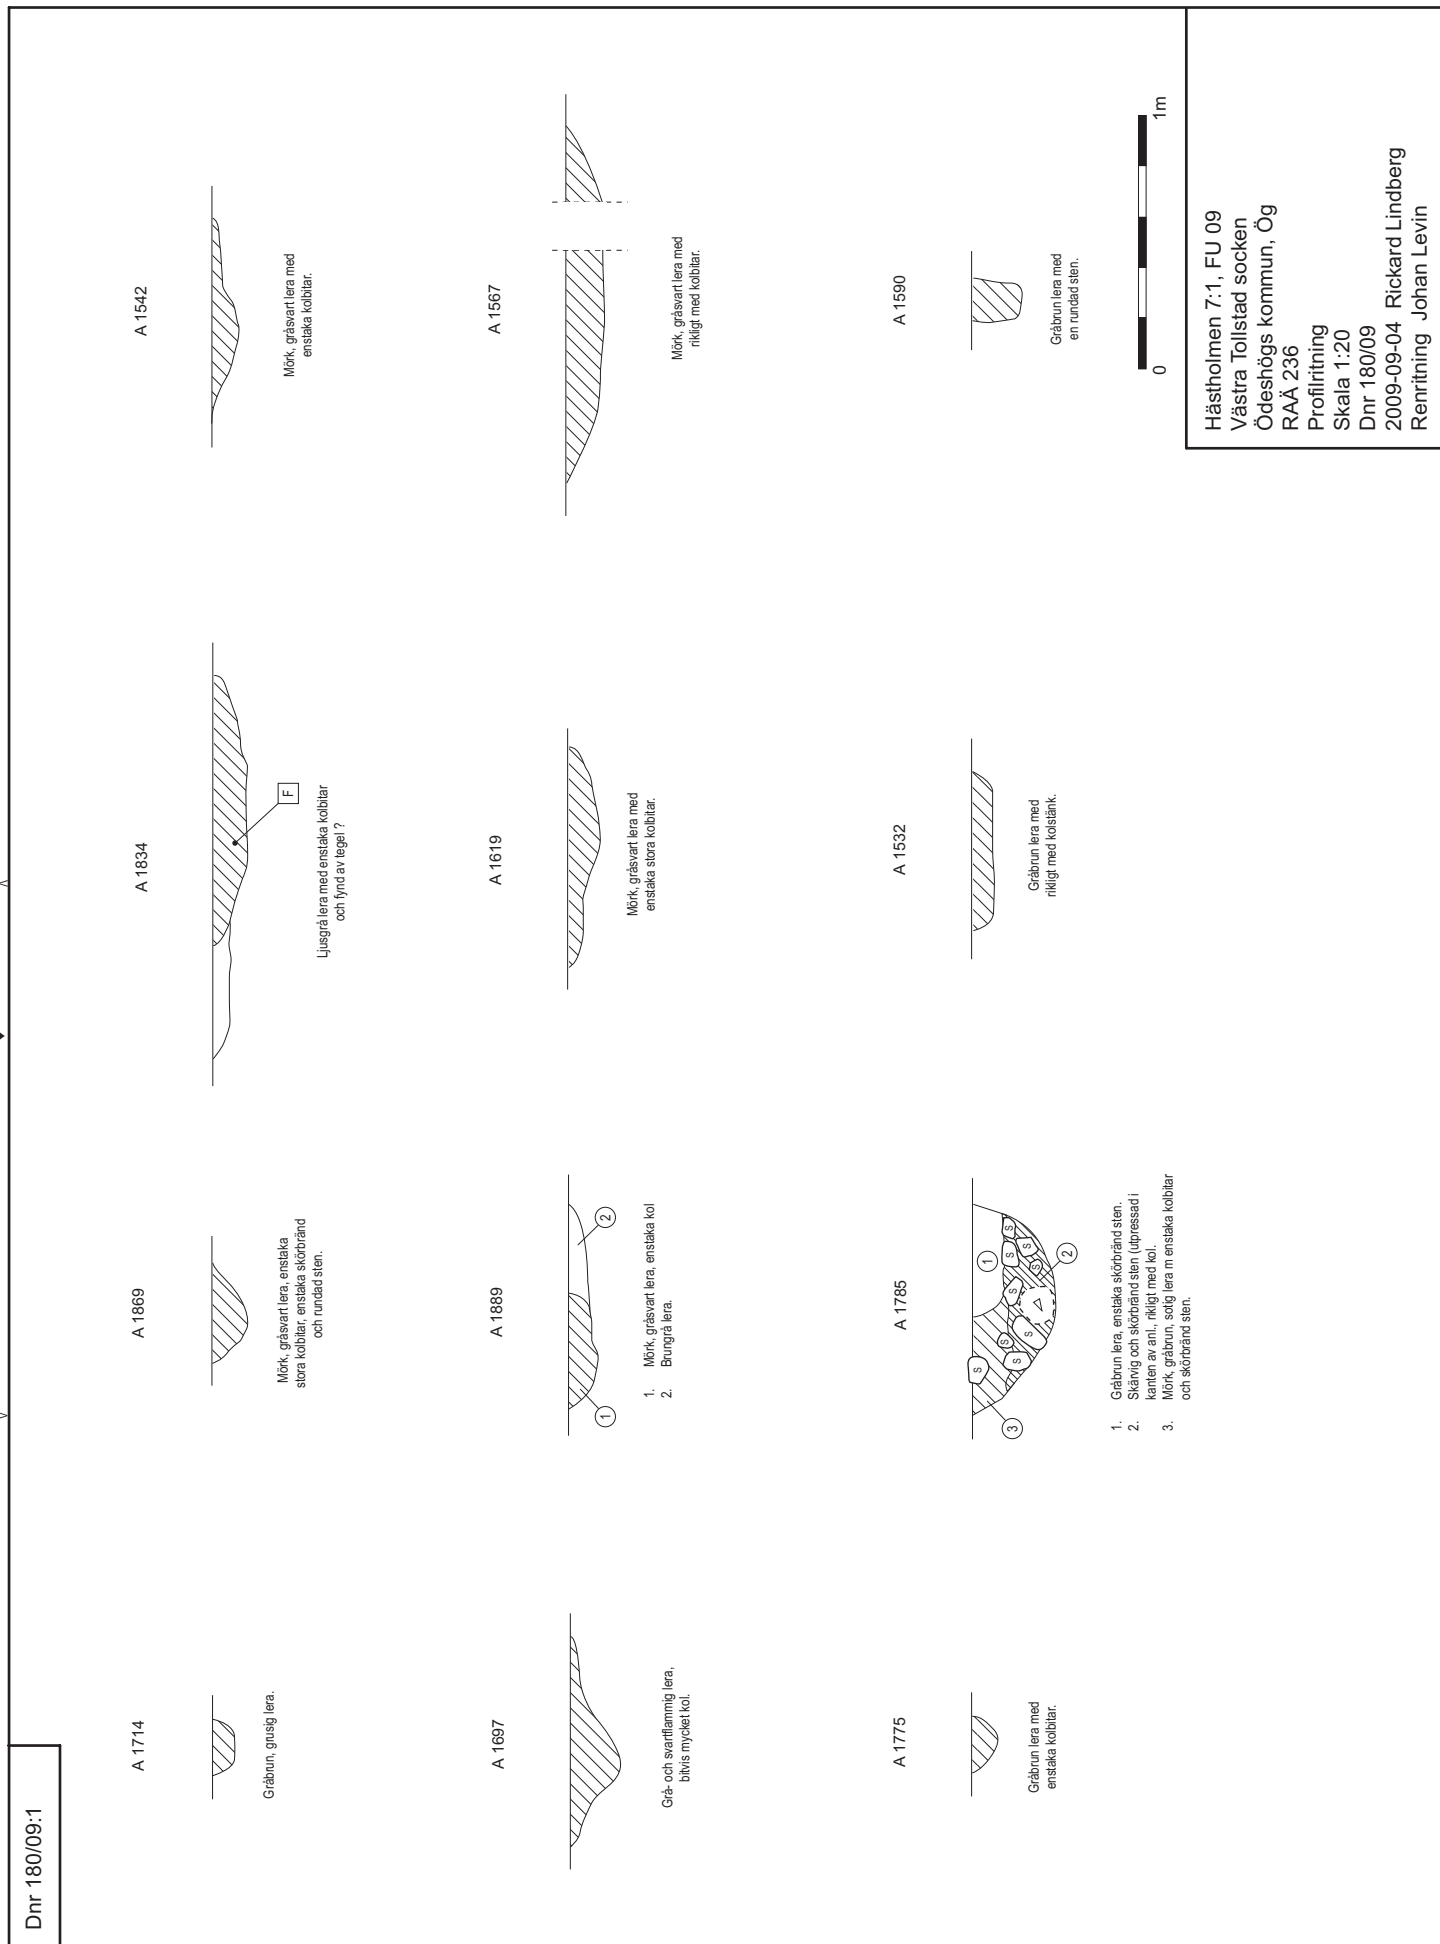 Dnr 180/09:1
A 1714
Gråbrun, grusig lera.
A 1869
Mörk, gråsvart lera, enstaka
stora kolbitar, enstaka skörbränd
och rundad sten.
A 1834
F
Ljusgrå lera med enstaka kolbitar
och fynd av tegel ?
A 1542
Mörk, gråsvart lera med
enstaka kolbitar.
A 1697
Grå- och svartflammig lera,
bitvis mycket kol.
A 1889
1
2
1. Mörk, gråsvart lera, enstaka kol
2. Brungrå lera.
A 1619
Mörk, gråsvart lera med
enstaka stora kolbitar.
A 1567
Mörk, gråsvart lera med
rikligt med kolbitar.
A 1775
Gråbrun lera med
enstaka kolbitar.
A 1785
1
S
S
S
S
S
S
S
S
S
2
3
1. Gråbrun lera, enstaka skörbränd sten.
2. Skärvig och skörbränd sten (utpressad i
kanten av anl., rikligt med kol.
3. Mörk, gråbrun, sotig lera m enstaka kolbitar
och skörbränd sten.
A 1532
Gråbrun lera med
rikligt med kolstänk.
A 1590
Gråbrun lera med
en rundad sten.
0
1m
Hästholmen 7:1, FU 09
Västra Tollstad socken
Ödeshögs kommun, Ög
RAÄ 236
Profilritning
Skala 1:20
Dnr 180/09
2009-09-04 Rickard Lindberg
Renritning Johan Levin